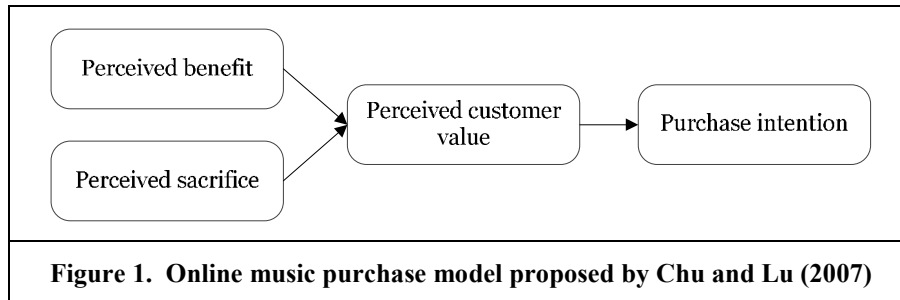 Perceived benefit
Perceived sacrifice
Perceived customer
value
Purchase intention
Figure 1. Online music purchase model proposed by Chu and Lu (2007)